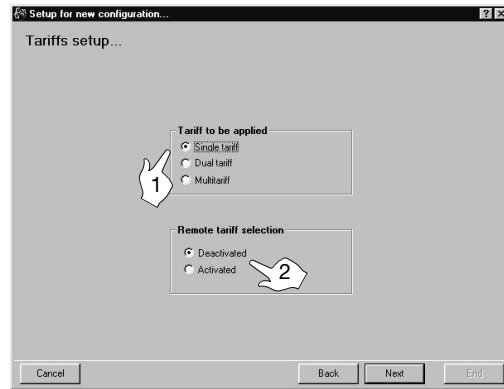 Setup for new configuration...
Tariffs setup...
Tariff to be applied
Single tariff
Dual tariff
Multitariff
1
Remote tariff selection
Deactivated
Activated
2
Cancel
Back
Next
End